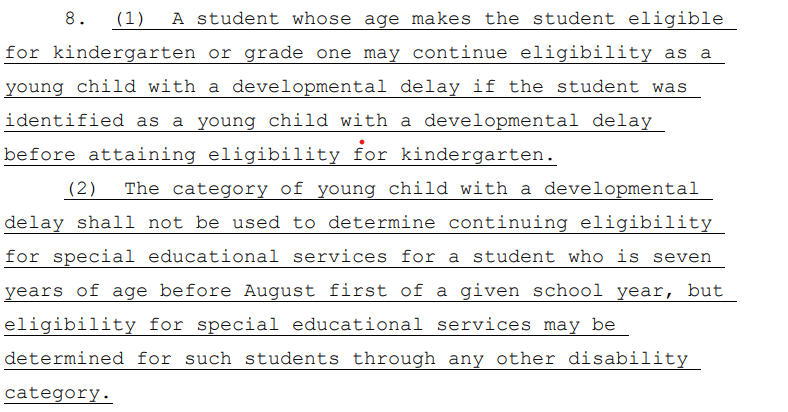 8. (1) A student whose age makes the student eligible
for kindergarten or grade one may continue eligibility as a
young child with a developmental delay if the student was
identified as a young child with a developmental delay
before attaining eligibility for kindergarten.
(2) The category of young child with a developmental
delay shall not be used to determine continuing eligibility
for special educational services for a student who is seven
years of age before August first of a given school year, but
eligibility for special educational services may be
determined for such students through any other disability
category.